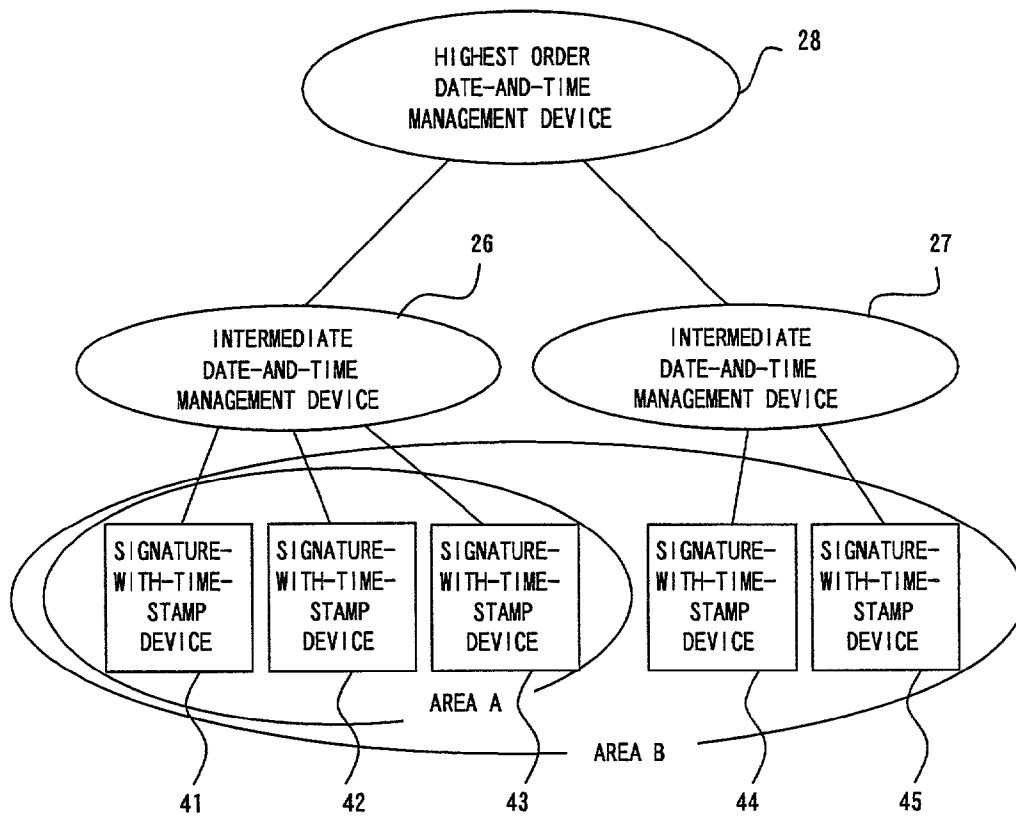 HIGHEST ORDER
DATE-AND-TIME
MANAGEMENT DEVICE
28
26
27
INTERMEDIATE
DATE-AND-TIME
MANAGEMENT DEVICE
INTERMEDIATE
DATE-AND-TIME
MANAGEMENT DEVICE
SIGNATURE-
WITH-TIME-
STAMP
DEVICE
SIGNATURE-
WITH-TIME-
STAMP
DEVICE
SIGNATURE-
WITH-TIME-
STAMP
DEVICE
SIGNATURE-
WITH-TIME-
STAMP
DEVICE
SIGNATURE-
WITH-TIME-
STAMP
DEVICE
AREA A
AREA B
41
42
43
44
45